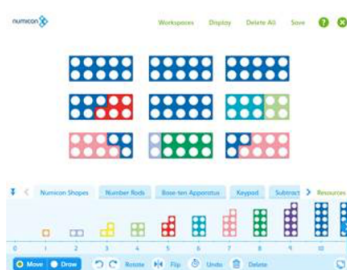 numicon
Workspaces Display Delete All Save ?
Numicon Shapes Number Rods Base-ten Apparatus Keypad Subtract Resources
0 1 2 3 4 5 6 7 8 9 10
Move Draw Rotate Flip Undo Delete